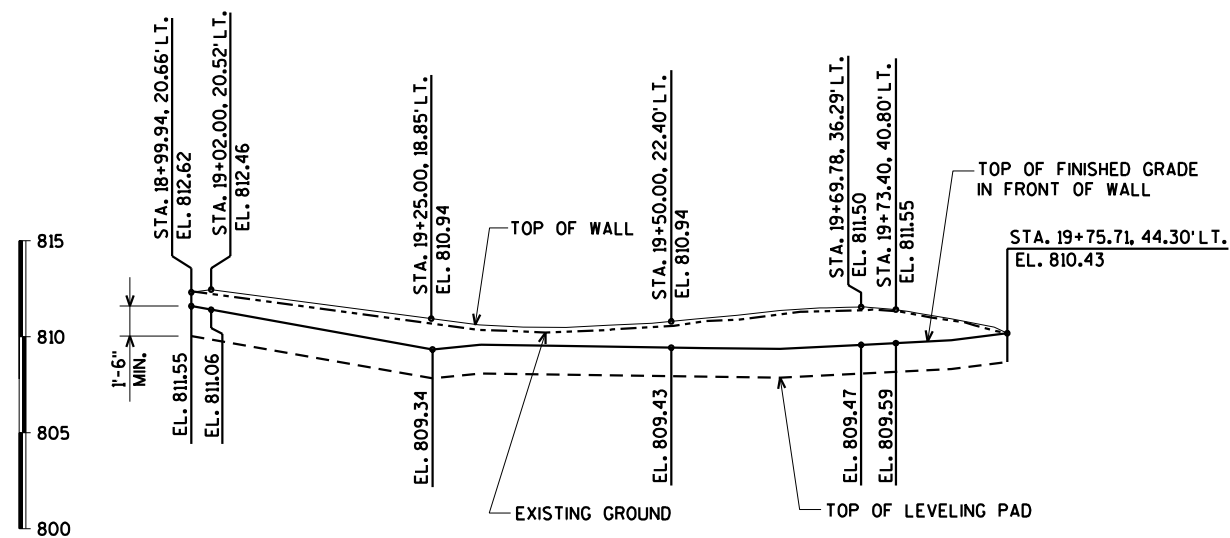 STA. 18+99.94, 20.66' LT.
EL. 812.62
STA. 19+02.00, 20.52' LT.
EL. 812.46
STA. 19+25.00, 18.85' LT.
EL. 810.94
STA. 19+50.00, 22.40' LT.
EL. 810.94
STA. 19+69.78, 36.29' LT.
EL. 811.50
STA. 19+73.40, 40.80' LT.
EL. 811.55
TOP OF FINISHED GRADE
IN FRONT OF WALL
STA. 19+75.71, 44.30' LT.
EL. 810.43
TOP OF WALL
815
810
805
800
1'-6"
MIN.
EL. 811.55
EL. 811.06
EL. 809.34
EL. 809.43
EL. 809.47
EL. 809.59
EXISTING GROUND
TOP OF LEVELING PAD